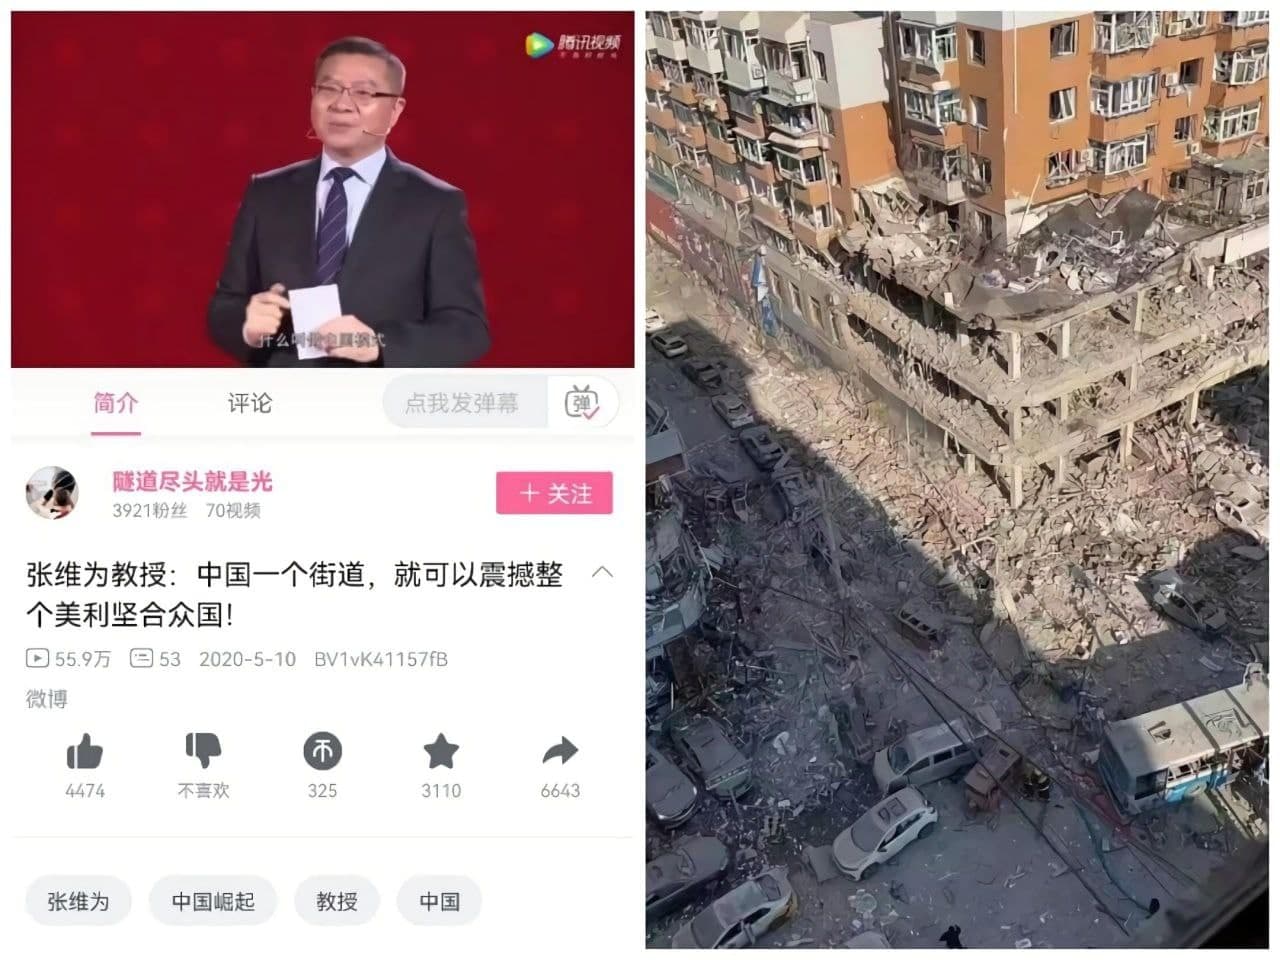 腾讯视频
简介
评论
点我发弹幕
弹
隧道尽头就是光
3921粉丝 70视频
+ 关注
张维为教授：中国一个街道，就可以震撼整
个美利坚合众国!
55.9万 53 2020-5-10 BV1vK41157fB
微博
4474 不喜欢 325 3110 6643
张维为 中国崛起 教授 中国